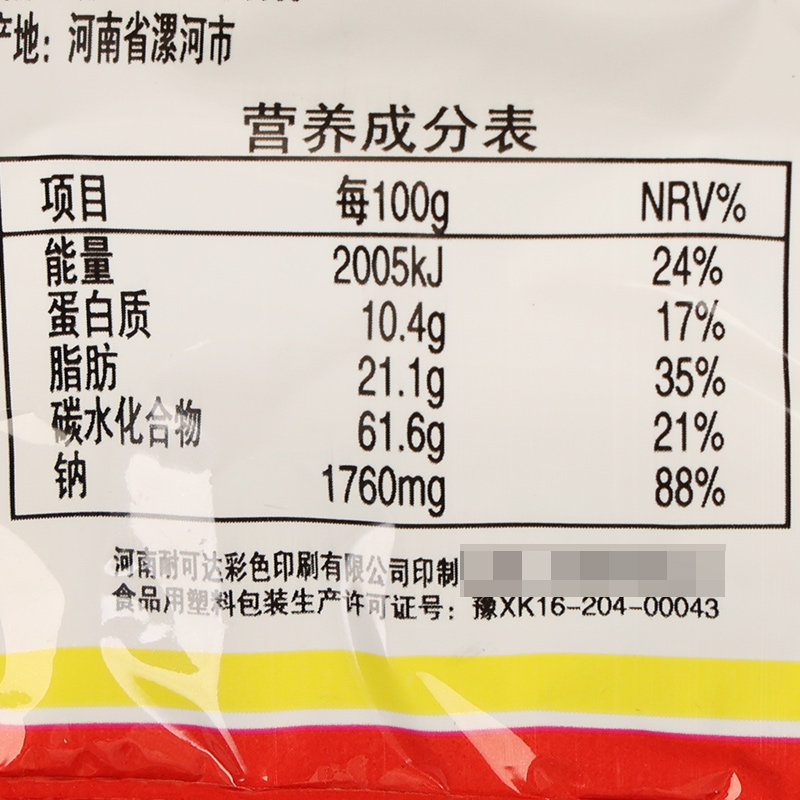 产地：河南省漯河市
营养成分表
项目 每100g NRV%
能量 2005kJ 24%
蛋白质 10.4g 17%
脂肪 21.1g 35%
碳水化合物 61.6g 21%
钠 1760mg 88%
河南耐可达彩色印刷有限公司印制
食品用塑料包装生产许可证号：豫XK16-204-00043